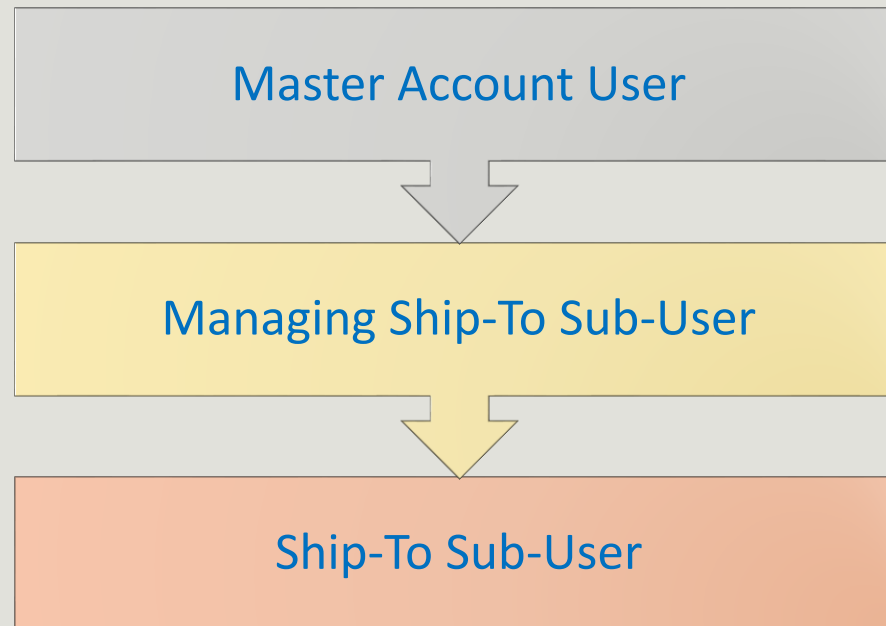 Master Account User
Managing Ship-To Sub-User
Ship-To Sub-User